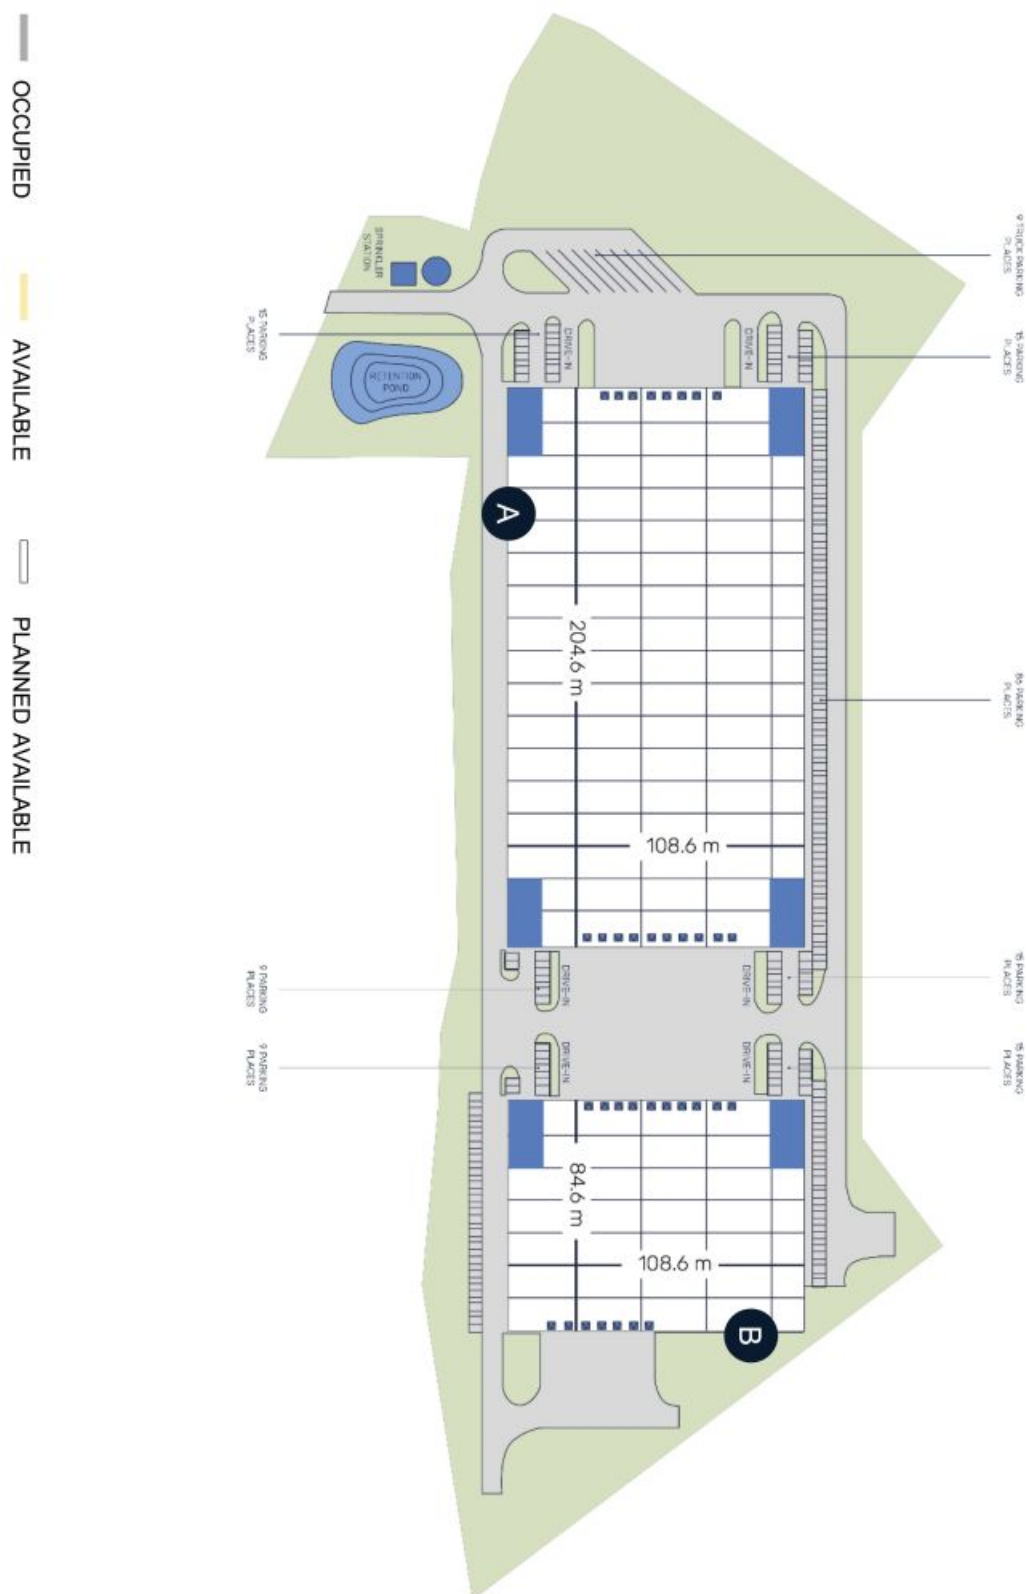 OCCUPIED
AVAILABLE
PLANNED AVAILABLE
9 TRUCK PARKING
PLACES
15 PARKING
PLACES
86 PARKING
PLACES
15 PARKING
PLACES
15 PARKING
PLACES
SPRINKLER
STATION
15 PARKING
PLACES
RETENTION
POND
DRIVE-IN
DRIVE-IN
A
204.6 m
108.6 m
DRIVE-IN
DRIVE-IN
9 PARKING
PLACES
9 PARKING
PLACES
DRIVE-IN
DRIVE-IN
84.6 m
108.6 m
B